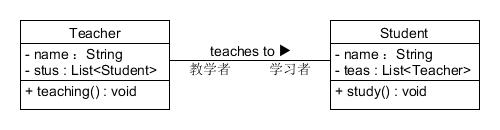 Teacher
- name：String
- stus : List<Student>
+ teaching() : void
teaches to ▶
教学者
学习者
Student
- name：String
- teas : List<Teacher>
+ study() : void